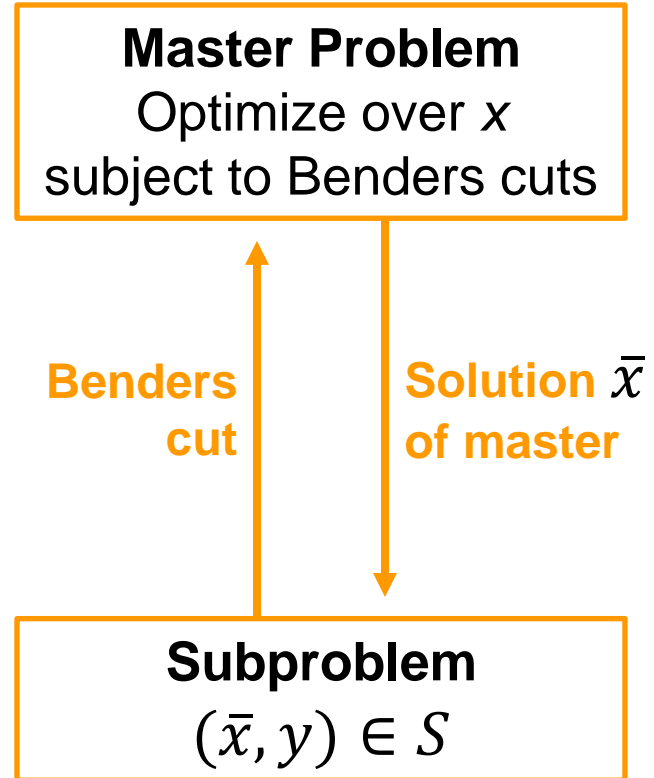 Master Problem
Optimize over x
subject to Benders cuts
Benders
cut
Solution x̄
of master
Subproblem
(x̄, y) ∈ S